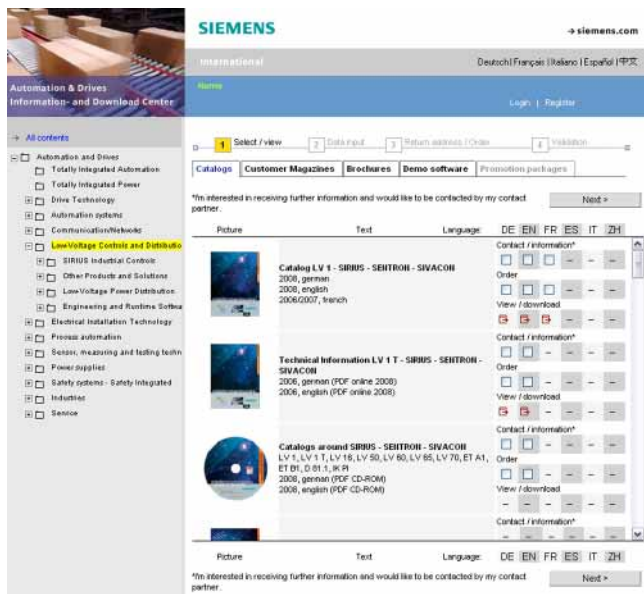 SIEMENS
→ siemens.com
International
Deutsch | Français | Italiano | Español | 中文
Automation & Drives
Information- and Download Center
Home
Login | Register
→ All contents
1 Select / view
2 Data input
3 Return address / Order
4 Validation
Catalogs
Customer Magazines
Brochures
Demo software
Promotion packages
Automation and Drives
Totally Integrated Automation
Totally Integrated Power
Drive Technology
Automation systems
Communication/Networks
Low-Voltage Controls and Distributio
SIRIUS Industrial Controls
Other Products and Solutions
Low-Voltage Power Distribution
Engineering and Runtime Softwa
Electrical Installation Technology
Process automation
Sensor, measuring and testing techn
Power supplies
Safety systems - Safety Integrated
Industries
Service
*I'm interested in receiving further information and would like to be contacted by my contact
partner.
Next >
Picture Text Language: DE EN FR ES IT ZH
Contact / information*
Catalog LV 1 - SIRIUS - SENTRON - SIVACON
2008, german
Order
2008, english
2006/2007, french
View / download
Contact / information*
Technical Information LV 1 T - SIRIUS - SENTRON -
SIVACON
Order
2006, german (PDF online 2008)
2006, english (PDF online 2008)
View / download
Contact / information*
Catalogs around SIRIUS - SENTRON - SIVACON
LV 1, LV 1 T, LV 16, LV 50, LV 60, LV 65, LV 70, ET A1,
Order
ET B1, D 81.1, IK PI
2008, german (PDF CD-ROM)
2008, english (PDF CD-ROM)
View / download
Contact / information*
Picture Text Language: DE EN FR ES IT ZH
*I'm interested in receiving further information and would like to be contacted by my contact
partner.
Next >